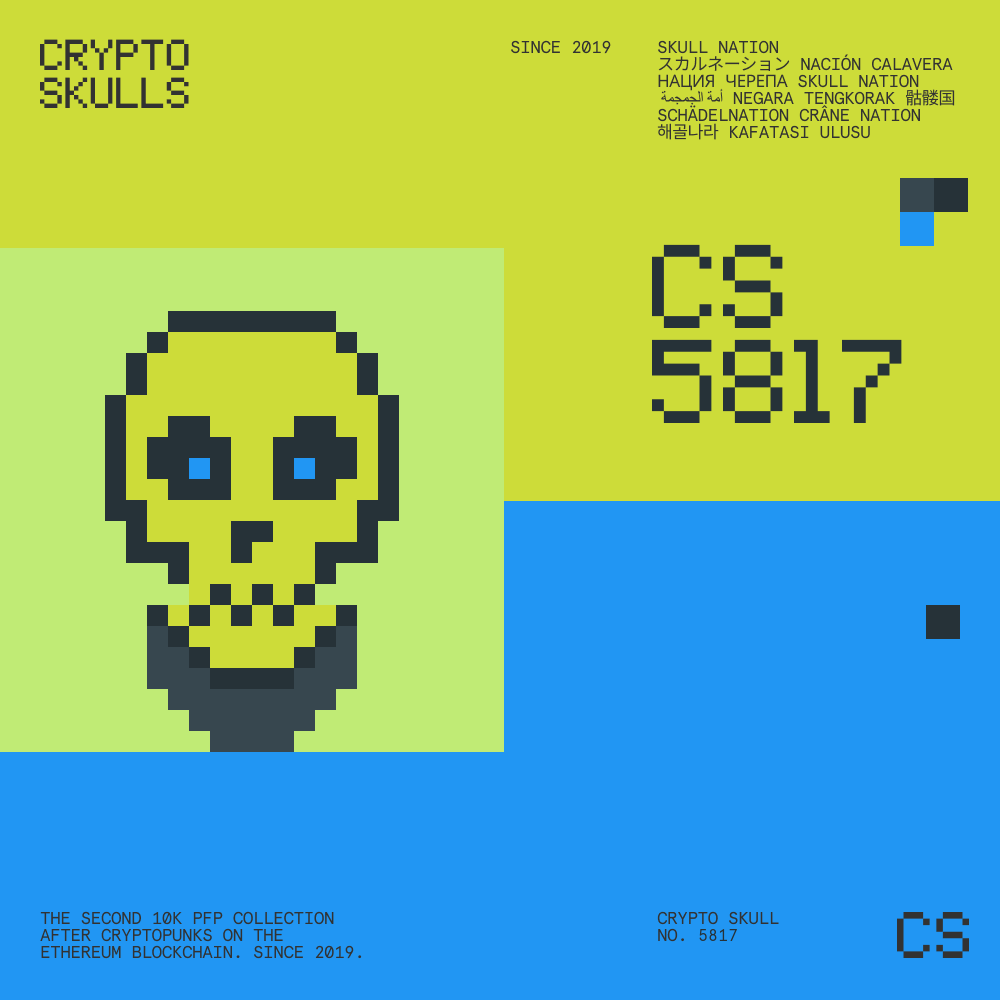 CRYPTO
SKULLS
SINCE 2019
SKULL NATION
スカルネーション NACIÓN CALAVERA
НАЦИЯ ЧЕРЕПА SKULL NATION
أمة الجمجمة NEGARA TENGKORAK 骷髅国
SCHÄDELNATION CRÂNE NATION
해골나라 KAFATASI ULUSU
CS
5817
THE SECOND 10K PFP COLLECTION
AFTER CRYPTOPUNKS ON THE
ETHEREUM BLOCKCHAIN. SINCE 2019.
CRYPTO SKULL
NO. 5817
CS